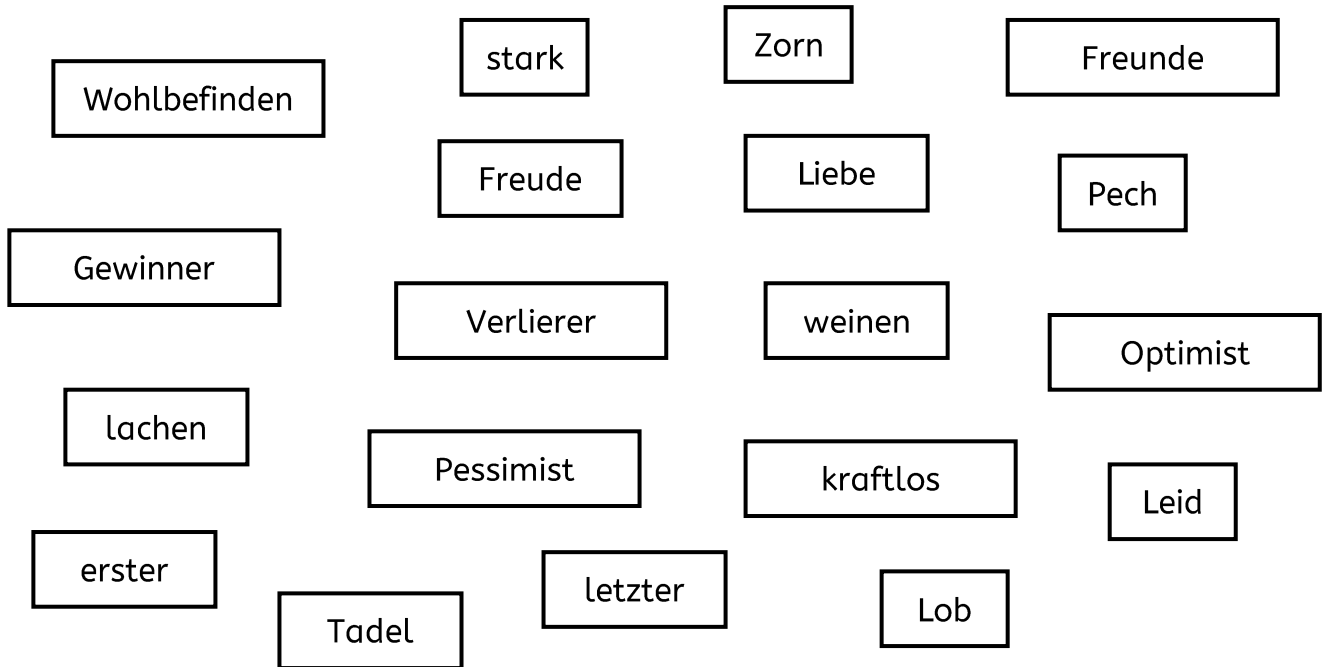 stark
Zorn
Freunde
Wohlbefinden
Freude
Liebe
Pech
Gewinner
Verlierer
weinen
Optimist
lachen
Pessimist
kraftlos
Leid
erster
letzter
Lob
Tadel